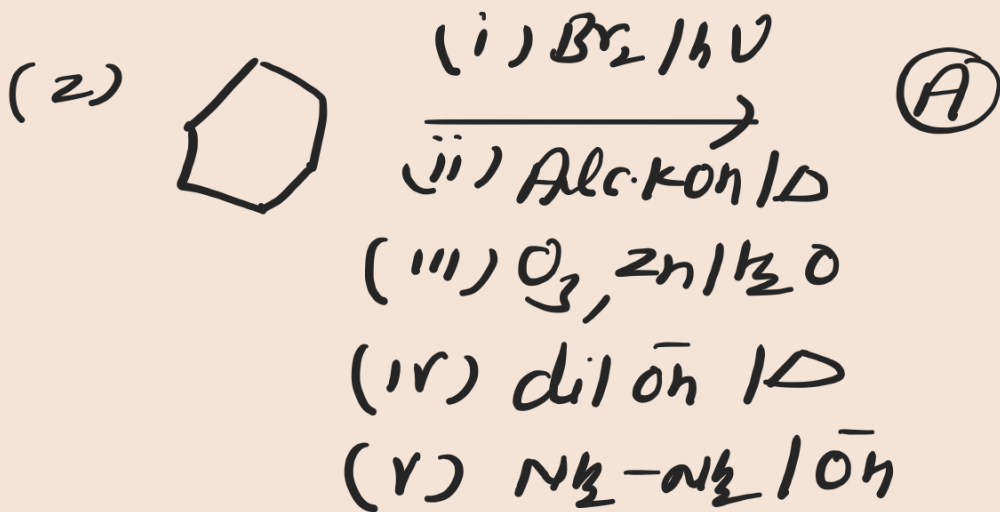 (2) (i) Br₂/hν (A)
(ii) Alc.KOH/Δ
(iii) O₃, Zn/H₂O
(iv) dil OH⁻ /Δ
(v) NH₂-NH₂/OH⁻